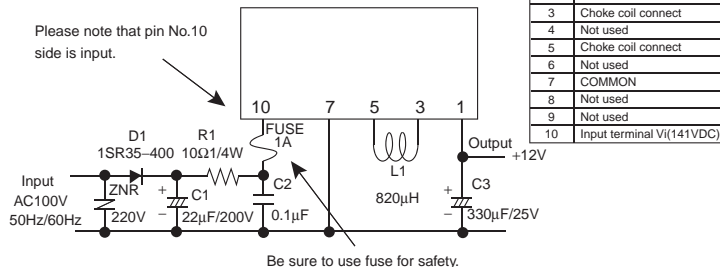 Please note that pin No.10
side is input.
10
7
5
3
1
FUSE
1A
D1
1SR35–400
R1
10Ω1/4W
L1
820μH
Output
+12V
Input
AC100V
50Hz/60Hz
ZNR
220V
+
–
C1
22μF/200V
C2
0.1μF
+
–
C3
330μF/25V
Be sure to use fuse for safety.
3 Choke coil connect
4 Not used
5 Choke coil connect
6 Not used
7 COMMON
8 Not used
9 Not used
10 Input terminal Vi(141VDC)